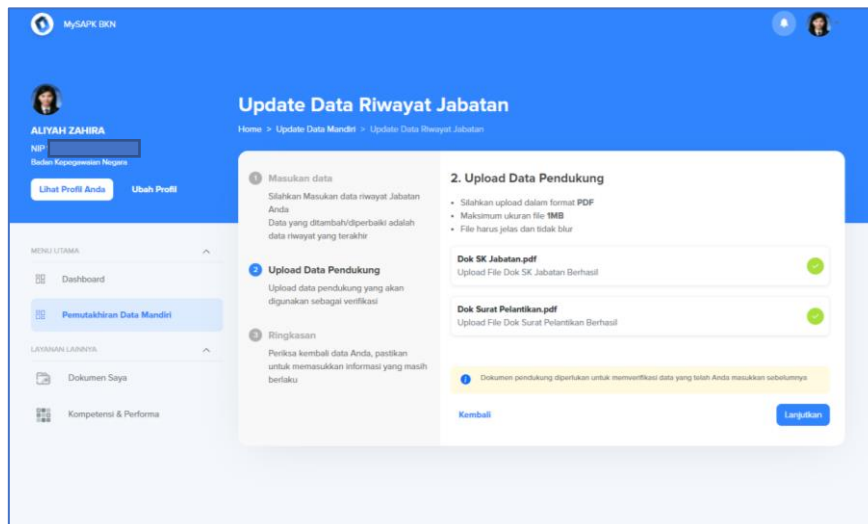 MySAPK BKN
ALIYAH ZAHIRA
NIP
Badan Kepegawaian Negara
Lihat Profil Anda
Ubah Profil
MENU UTAMA
Dashboard
Pemutakhiran Data Mandiri
LAYANAN LAINNYA
Dokumen Saya
Kompetensi & Performa
Update Data Riwayat Jabatan
Home > Update Data Mandiri > Update Data Riwayat Jabatan
1 Masukan data
Silahkan Masukan data riwayat Jabatan
Anda
Data yang ditambah/diperbaiki adalah
data riwayat yang terakhir
2 Upload Data Pendukung
Upload data pendukung yang akan
digunakan sebagai verifikasi
3 Ringkasan
Periksa kembali data Anda, pastikan
untuk memasukkan informasi yang masih
berlaku
2. Upload Data Pendukung
• Silahkan upload dalam format PDF
• Maksimum ukuran file 1MB
• File harus jelas dan tidak blur
Dok SK Jabatan.pdf
Upload File Dok SK Jabatan Berhasil
Dok Surat Pelantikan.pdf
Upload File Dok Surat Pelantikan Berhasil
Dokumen pendukung diperlukan untuk memverifikasi data yang telah Anda masukkan sebelumnya
Kembali
Lanjutkan